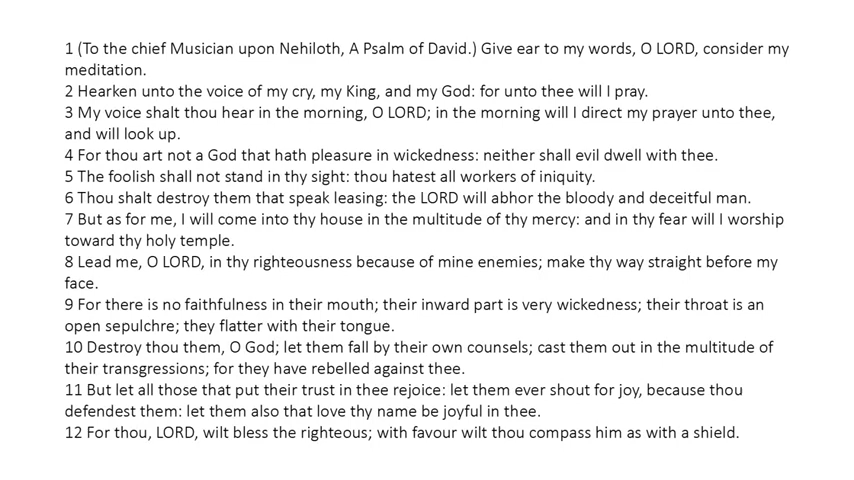 1 (To the chief Musician upon Nehiloth, A Psalm of David.) Give ear to my words, O LORD, consider my
meditation.
2 Hearken unto the voice of my cry, my King, and my God: for unto thee will I pray.
3 My voice shalt thou hear in the morning, O LORD; in the morning will I direct my prayer unto thee,
and will look up.
4 For thou art not a God that hath pleasure in wickedness: neither shall evil dwell with thee.
5 The foolish shall not stand in thy sight: thou hatest all workers of iniquity.
6 Thou shalt destroy them that speak leasing: the LORD will abhor the bloody and deceitful man.
7 But as for me, I will come into thy house in the multitude of thy mercy: and in thy fear will I worship
toward thy holy temple.
8 Lead me, O LORD, in thy righteousness because of mine enemies; make thy way straight before my
face.
9 For there is no faithfulness in their mouth; their inward part is very wickedness; their throat is an
open sepulchre; they flatter with their tongue.
10 Destroy thou them, O God; let them fall by their own counsels; cast them out in the multitude of
their transgressions; for they have rebelled against thee.
11 But let all those that put their trust in thee rejoice: let them ever shout for joy, because thou
defendest them: let them also that love thy name be joyful in thee.
12 For thou, LORD, wilt bless the righteous; with favour wilt thou compass him as with a shield.